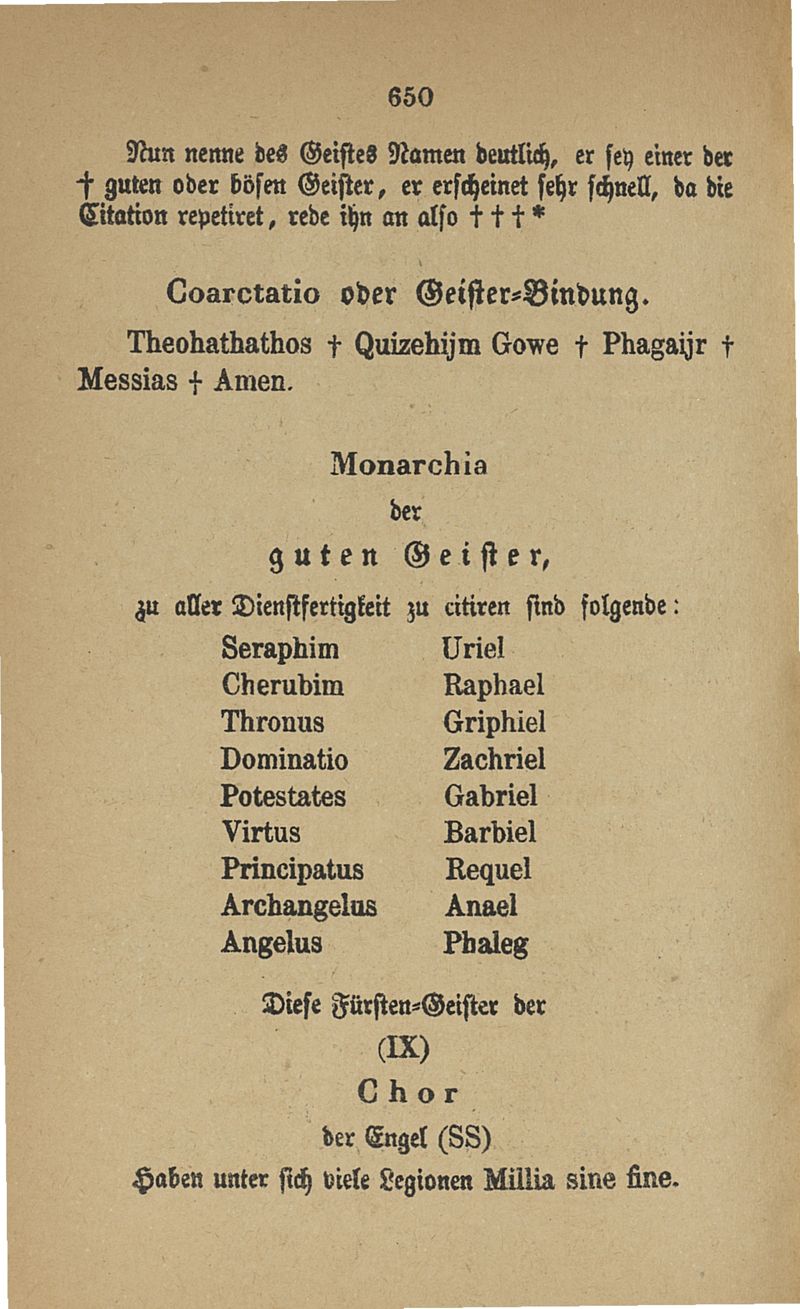 650
Nun nenne des Geistes Namen deutlich, er sey einer der
† guten oder bösen Geister, er erscheinet sehr schnell, da die
Citation repetiret, rede ihn an also † † † *
Coarctatio oder Geister-Bindung.
Theohathathos † Quizehijm Gowe † Phagaijr †
Messias † Amen.
Monarchia
der
guten Geister,
zu aller Dienstfertigkeit zu citiren sind folgende:
Seraphim Uriel
Cherubim Raphael
Thronus Griphiel
Dominatio Zachriel
Potestates Gabriel
Virtus Barbiel
Principatus Requel
Archangelus Anael
Angelus Phaleg
Diese Fürsten-Geister der
(IX)
Chor
der Engel (SS)
Haben unter sich viele Legionen Millia sine fine.